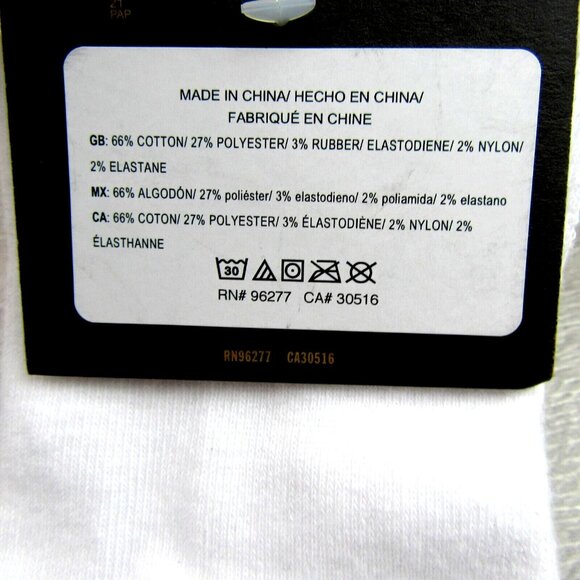 21
PAP
MADE IN CHINA/ HECHO EN CHINA/
FABRIQUÉ EN CHINE
GB: 66% COTTON/ 27% POLYESTER/ 3% RUBBER/ ELASTODIENE/ 2% NYLON/
2% ELASTANE
MX: 66% ALGODÓN/ 27% poliéster/ 3% elastodieno/ 2% poliamida/ 2% elastano
CA: 66% COTON/ 27% POLYESTER/ 3% ÉLASTODIÈNE/ 2% NYLON/ 2%
ÉLASTHANNE
30
RN# 96277 CA# 30516
RN96277 CA30516